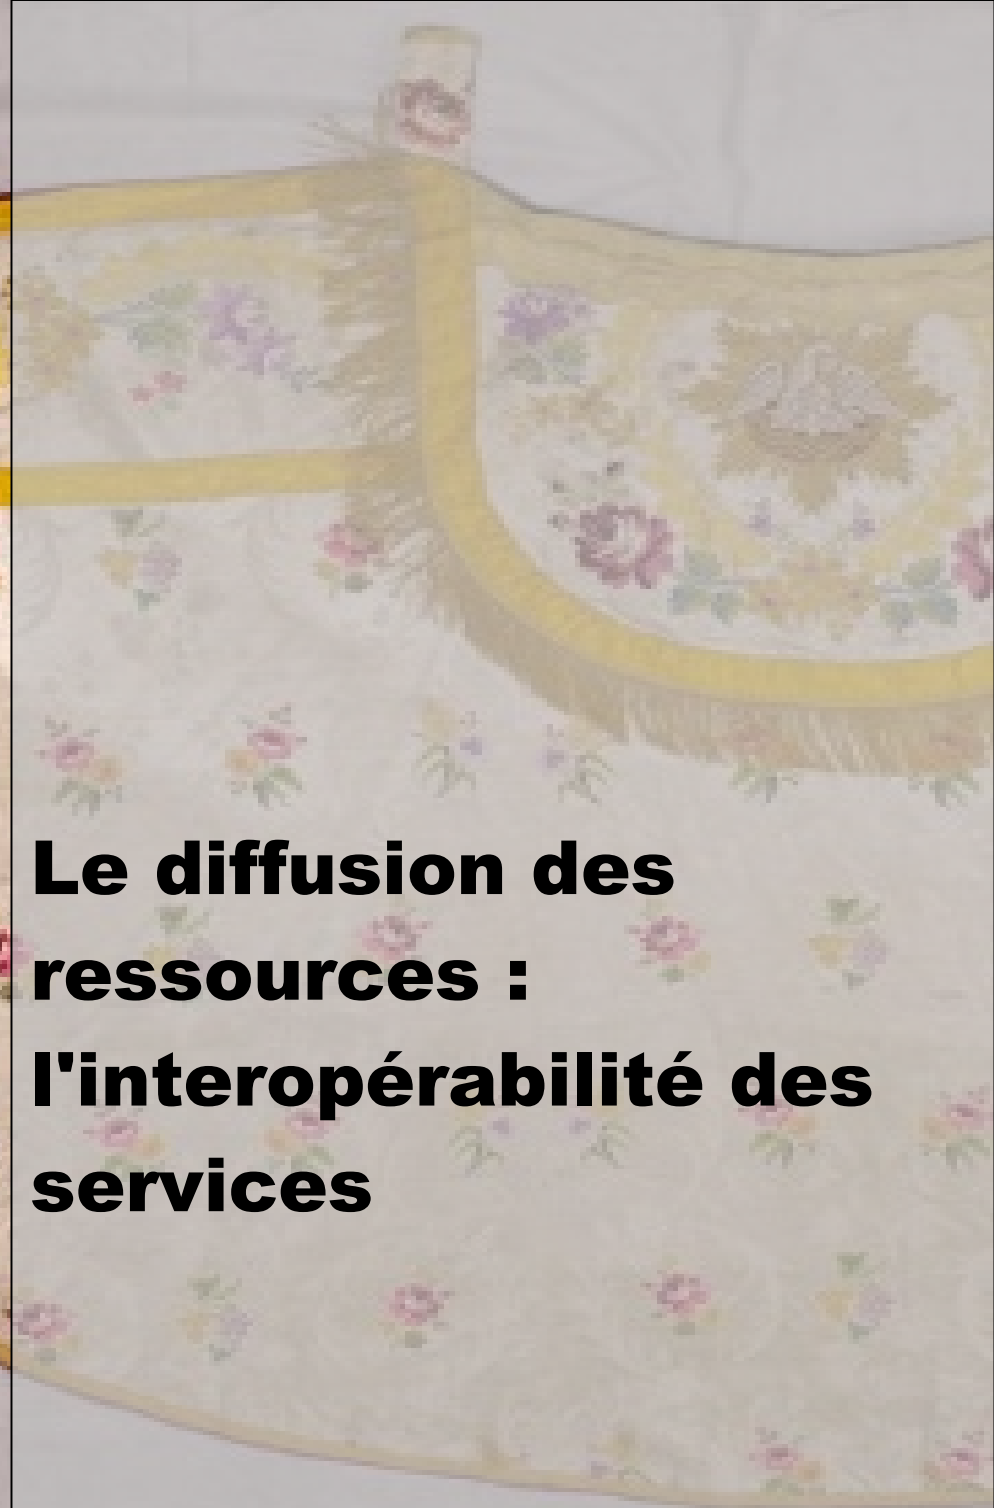 Le diffusion des
ressources :
l'interopérabilité des
services